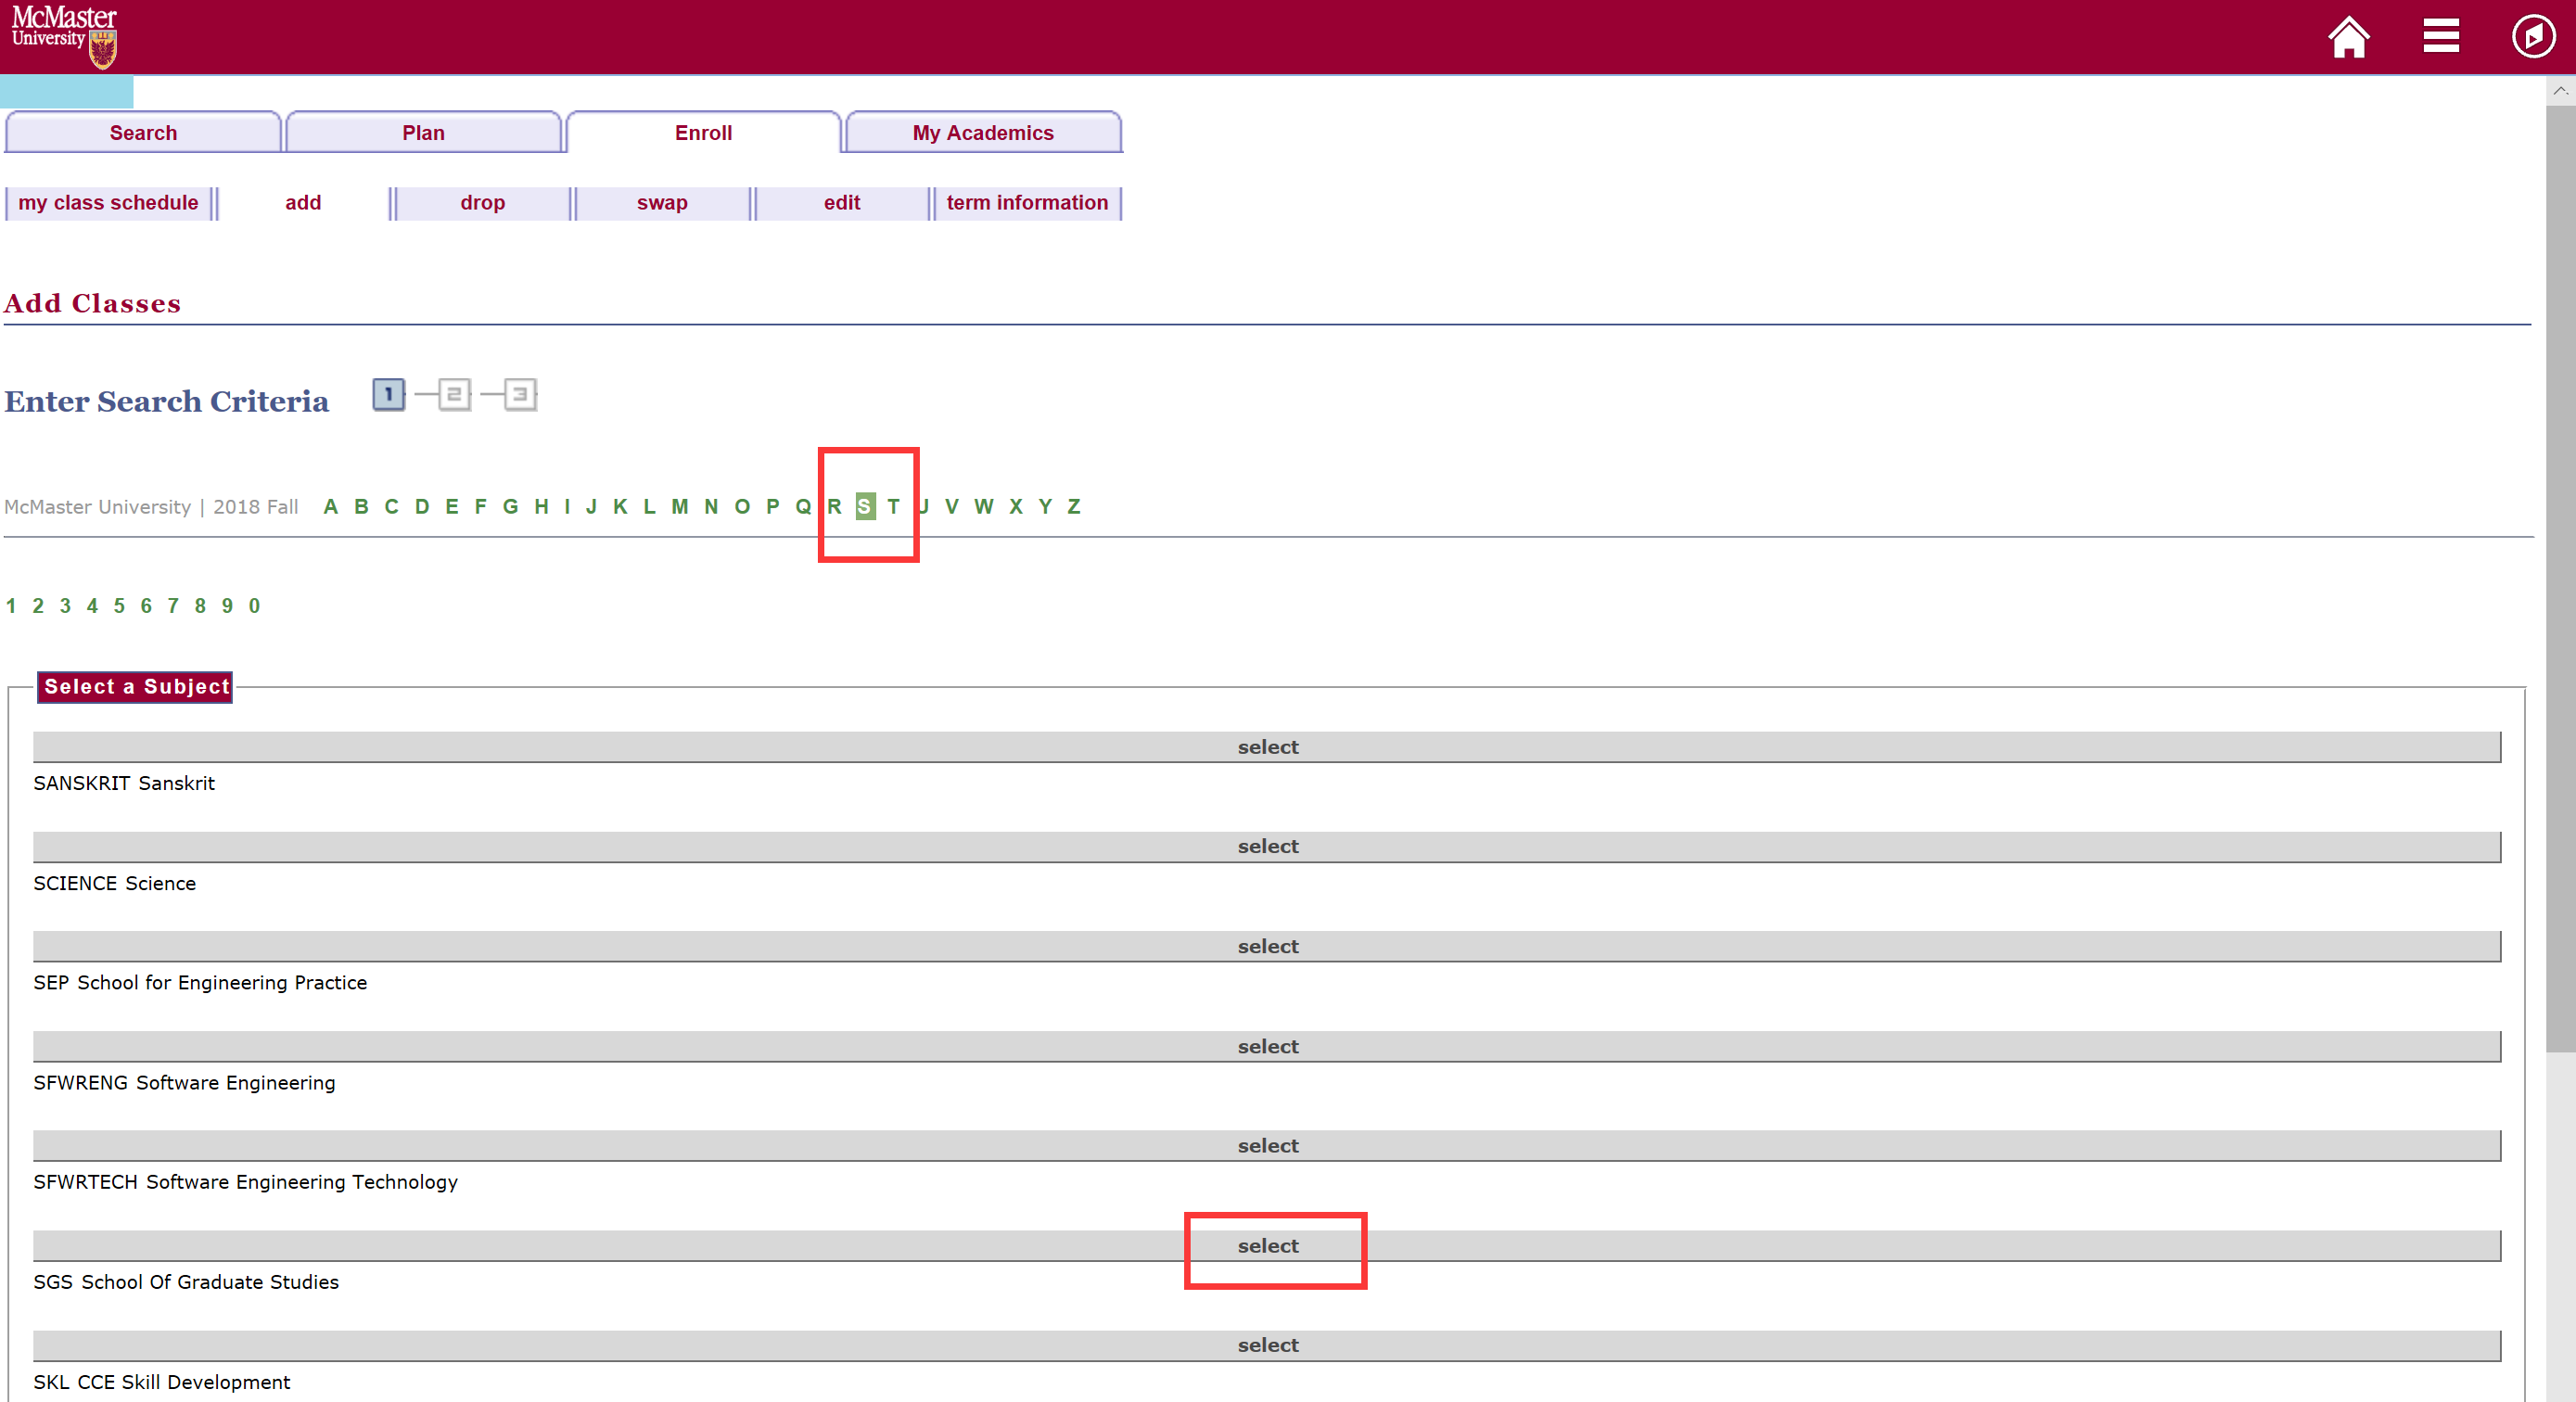 McMaster
University
Search Plan Enroll My Academics
my class schedule add drop swap edit term information
Add Classes
Enter Search Criteria 1 2 3
McMaster University | 2018 Fall A B C D E F G H I J K L M N O P Q R S T U V W X Y Z
1 2 3 4 5 6 7 8 9 0
Select a Subject
select
SANSKRIT Sanskrit
select
SCIENCE Science
select
SEP School for Engineering Practice
select
SFWRENG Software Engineering
select
SFWRTECH Software Engineering Technology
select
SGS School Of Graduate Studies
select
SKL CCE Skill Development